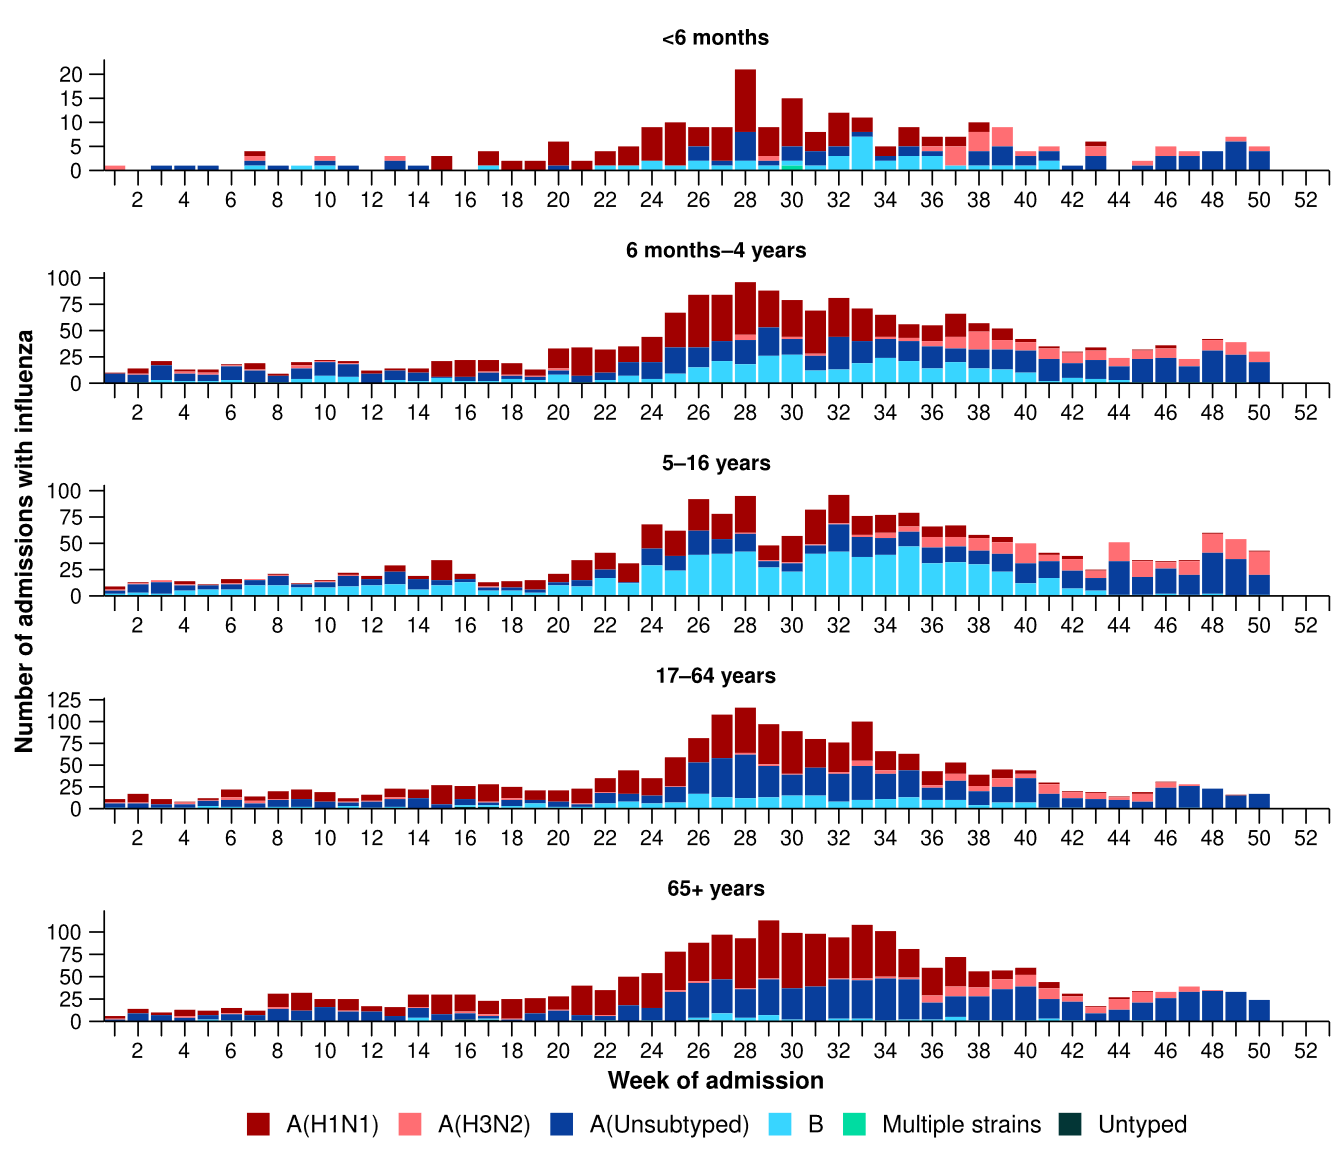 <6 months
20
15
10
5
0
2 4 6 8 10 12 14 16 18 20 22 24 26 28 30 32 34 36 38 40 42 44 46 48 50 52
6 months–4 years
100
75
50
25
0
2 4 6 8 10 12 14 16 18 20 22 24 26 28 30 32 34 36 38 40 42 44 46 48 50 52
5–16 years
100
75
50
25
0
2 4 6 8 10 12 14 16 18 20 22 24 26 28 30 32 34 36 38 40 42 44 46 48 50 52
17–64 years
125
100
75
50
25
0
2 4 6 8 10 12 14 16 18 20 22 24 26 28 30 32 34 36 38 40 42 44 46 48 50 52
65+ years
100
75
50
25
0
2 4 6 8 10 12 14 16 18 20 22 24 26 28 30 32 34 36 38 40 42 44 46 48 50 52
Number of admissions with influenza
Week of admission
A(H1N1) A(H3N2) A(Unsubtyped) B Multiple strains Untyped